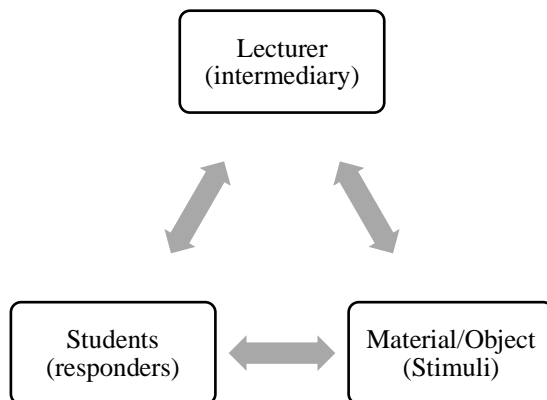 Lecturer
(intermediary)
Students
(responders)
Material/Object
(Stimuli)